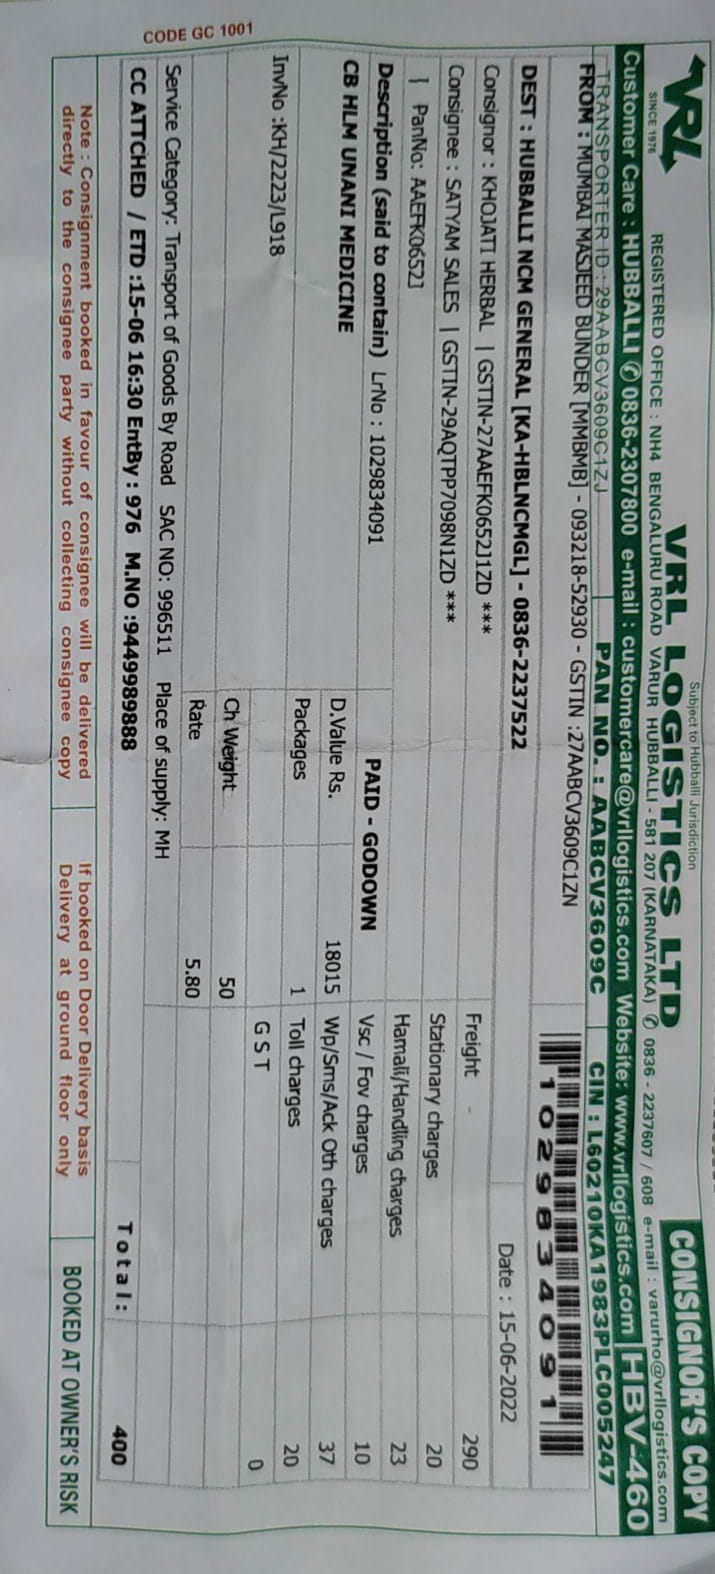 CODE GC 1001
VRL
SINCE 1976
Subject to Hubballi Jurisdiction
VRL LOGISTICS LTD
CONSIGNOR'S COPY
REGISTERED OFFICE : NH4 BENGALURU ROAD VARUR HUBBALLI - 581 207 (KARNATAKA) ✆ 0836 - 2237607 / 608 e-mail : varurho@vrllogistics.com
Customer Care : HUBBALLI ✆ 0836-2307800 e-mail : customercare@vrllogistics.com Website: www.vrllogistics.com HBV-460
TRANSPORTER ID : 29AABCV3609C1ZJ PAN NO. : AABCV3609C CIN : L60210KA1983PLC005247
FROM : MUMBAI MASJEED BUNDER [MMBMB] - 093218-52930 - GSTIN :27AABCV3609C1ZN
1029834091
DEST : HUBBALLI NCM GENERAL [KA-HBLNCMGL] - 0836-2237522
Date : 15-06-2022
Consignor : KHOJATI HERBAL | GSTIN-27AAEFK0652J1ZD ***
Freight 290
Consignee : SATYAM SALES | GSTIN-29AQTPP7098N1ZD ***
Stationary charges 20
| PanNo: AAEFK0652J
Hamali/Handling charges 23
Description (said to contain) LrNo : 1029834091
PAID - GODOWN
Vsc / Fov charges 10
CB HLM UNANI MEDICINE
D.Value Rs. 18015
Wp/Sms/Ack Oth charges 37
Packages 1
Toll charges 20
InvNo :KH/2223/L918
G S T 0
Ch Weight 50
Rate 5.80
Service Category: Transport of Goods By Road SAC NO: 996511 Place of supply: MH
CC ATTCHED / ETD :15-06 16:30 EntBy : 976 M.NO :9449989888
Total: 400
Note : Consignment booked in favour of consignee will be delivered
directly to the consignee party without collecting consignee copy
If booked on Door Delivery basis
Delivery at ground floor only
BOOKED AT OWNER'S RISK